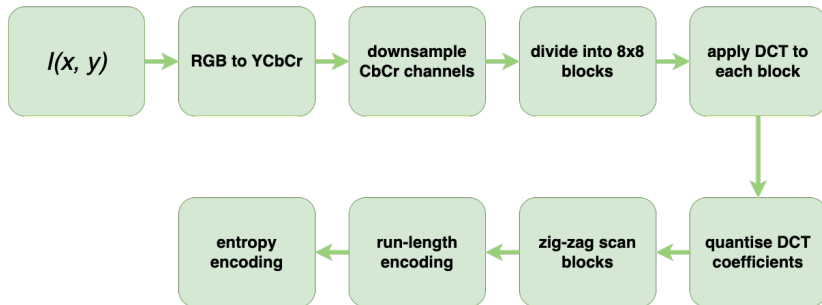 I(x, y)
RGB to YCbCr
downsample
CbCr channels
divide into 8x8
blocks
apply DCT to
each block
quantise DCT
coefficients
zig-zag scan
blocks
run-length
encoding
entropy
encoding